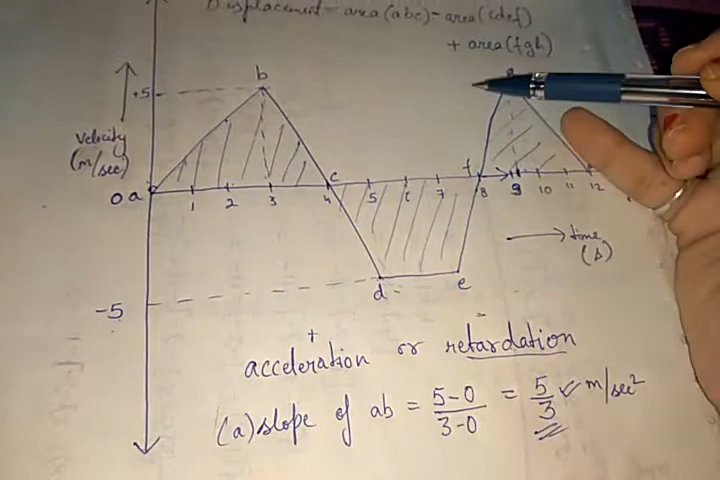 Displacement = area (abc) - area (cdef)
+ area (fgh)
b
+5
velocity
(m/sec)
c
f
0 a
1 2 3 4 5 6 7 8 9 10 11 12
time
(s)
d
e
-5
+ -
acceleration or retardation
(a) slope of ab = 5-0 / 3-0 = 5/3 m/sec²